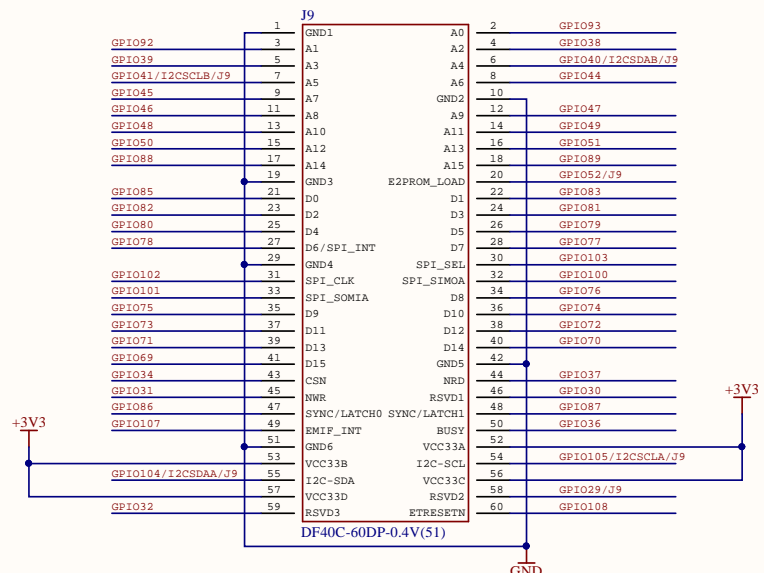 J9
1 GND1 A0 2 GPIO93
GPIO92 3 A1 A2 4 GPIO38
GPIO39 5 A3 A4 6 GPIO40/I2CSDAB/J9
GPIO41/I2CSCLB/J9 7 A5 A6 8 GPIO44
GPIO45 9 A7 GND2 10
GPIO46 11 A8 A9 12 GPIO47
GPIO48 13 A10 A11 14 GPIO49
GPIO50 15 A12 A13 16 GPIO51
GPIO88 17 A14 A15 18 GPIO89
19 GND3 E2PROM_LOAD 20 GPIO52/J9
GPIO85 21 D0 D1 22 GPIO83
GPIO82 23 D2 D3 24 GPIO81
GPIO80 25 D4 D5 26 GPIO79
GPIO78 27 D6/SPI_INT D7 28 GPIO77
29 GND4 SPI_SEL 30 GPIO103
GPIO102 31 SPI_CLK SPI_SIMOA 32 GPIO100
GPIO101 33 SPI_SOMIA D8 34 GPIO76
GPIO75 35 D9 D10 36 GPIO74
GPIO73 37 D11 D12 38 GPIO72
GPIO71 39 D13 D14 40 GPIO70
GPIO69 41 D15 GND5 42
GPIO34 43 CSN NRD 44 GPIO37
GPIO31 45 NWR RSVD1 46 GPIO30
+3V3
GPIO86 47 SYNC/LATCH0 SYNC/LATCH1 48 GPIO87
+3V3
GPIO107 49 EMIF_INT BUSY 50 GPIO36
51 GND6 VCC33A 52
53 VCC33B I2C-SCL 54 GPIO105/I2CSCLA/J9
GPIO104/I2CSDAA/J9 55 I2C-SDA VCC33C 56
57 VCC33D RSVD2 58 GPIO29/J9
GPIO32 59 RSVD3 ETRESETN 60 GPIO108
DF40C-60DP-0.4V(51)
GND